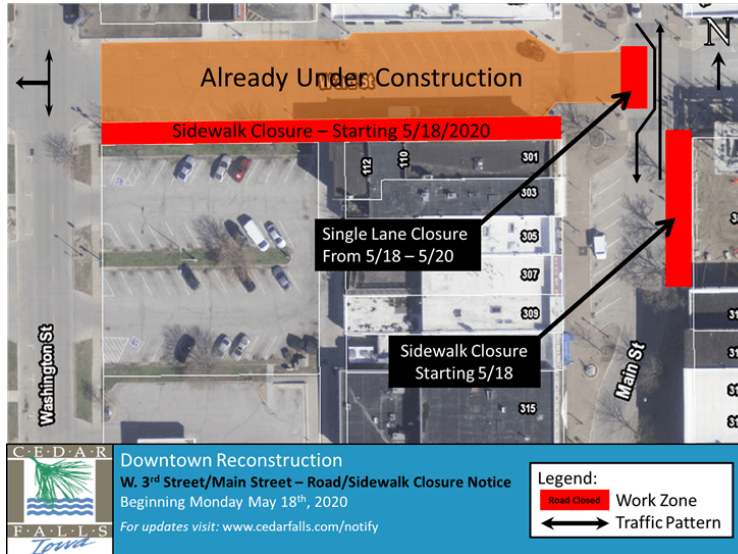 N
Already Under Construction
Sidewalk Closure – Starting 5/18/2020
112
110
301
303
305
307
309
315
Single Lane Closure
From 5/18 – 5/20
Sidewalk Closure
Starting 5/18
Washington St
Main St
CEDAR
FALLS
Iowa
Downtown Reconstruction
W. 3rd Street/Main Street – Road/Sidewalk Closure Notice
Beginning Monday May 18th, 2020
For updates visit: www.cedarfalls.com/notify
Legend:
Road Closed Work Zone
Traffic Pattern